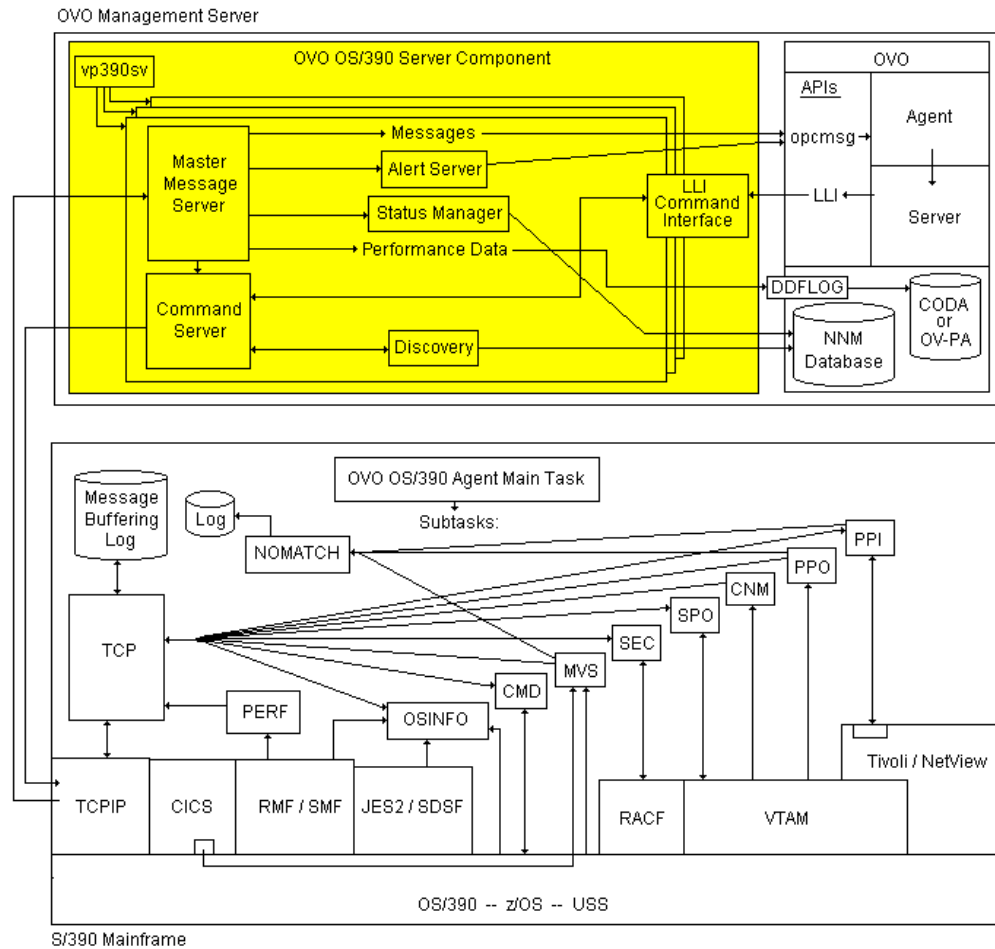 OVO Management Server
OVO OS/390 Server Component
vp390sv
OVO
APIs
Messages
opcmsg
Agent
Master
Message
Server
Alert Server
LLI
Command
Interface
LLI
Status Manager
Server
Performance Data
Command
Server
DDFLOG
CODA
or
OV-PA
Discovery
NNM
Database
OVO OS/390 Agent Main Task
Subtasks:
Message
Buffering
Log
Log
NOMATCH
PPI
PPO
CNM
SPO
SEC
MVS
CMD
TCP
PERF
OSINFO
Tivoli / NetView
TCPIP
CICS
RMF / SMF
JES2 / SDSF
RACF
VTAM
OS/390 -- z/OS -- USS
S/390 Mainframe